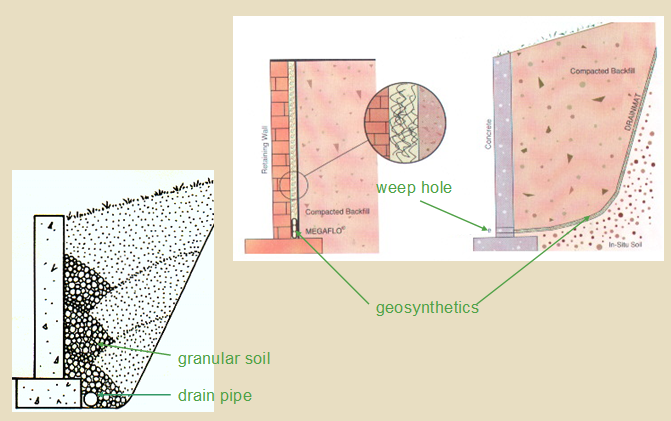 Compacted Backfill
Retaining Wall
Concrete
DRAINMAT
weep hole
Compacted Backfill
MEGAFLO®
In-Situ Soil
geosynthetics
granular soil
drain pipe